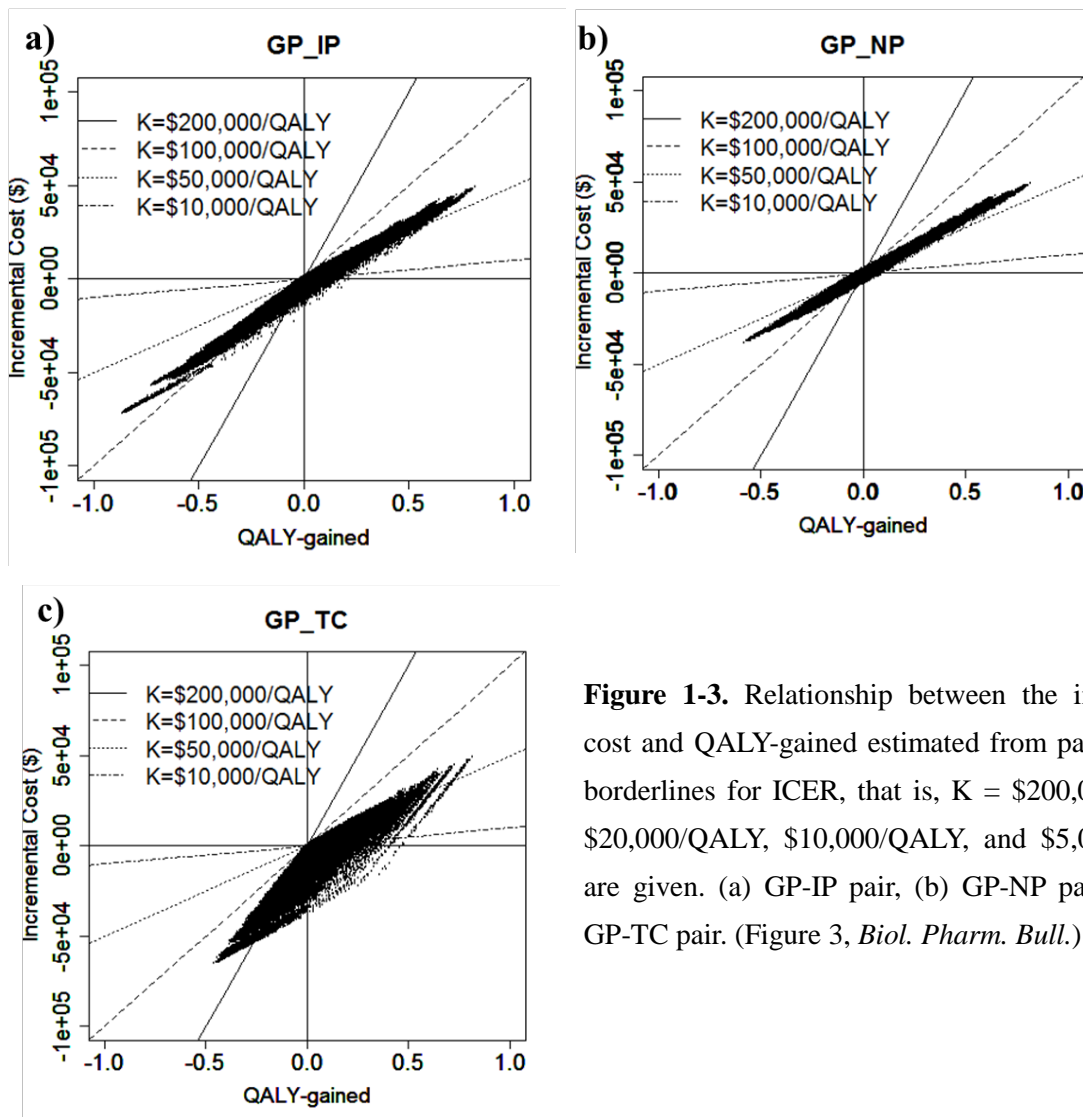 a)
GP_IP
K=$200,000/QALY
K=$100,000/QALY
K=$50,000/QALY
K=$10,000/QALY
Incremental Cost ($)
1e+05
5e+04
0e+00
-5e+04
-1e+05
-1.0 -0.5 0.0 0.5 1.0
QALY-gained
b)
GP_NP
K=$200,000/QALY
K=$100,000/QALY
K=$50,000/QALY
K=$10,000/QALY
Incremental Cost ($)
1e+05
5e+04
0e+00
-5e+04
-1e+05
-1.0 -0.5 0.0 0.5 1.0
QALY-gained
c)
GP_TC
K=$200,000/QALY
K=$100,000/QALY
K=$50,000/QALY
K=$10,000/QALY
Incremental Cost ($)
1e+05
5e+04
0e+00
-5e+04
-1e+05
-1.0 -0.5 0.0 0.5 1.0
QALY-gained
Figure 1-3. Relationship between the
cost and QALY-gained estimated from
borderlines for ICER, that is, K =
$20,000/QALY, $10,000/QALY, and
are given. (a) GP-IP pair, (b) GP-NP
GP-TC pair. (Figure 3, Biol. Pharm. Bull.)